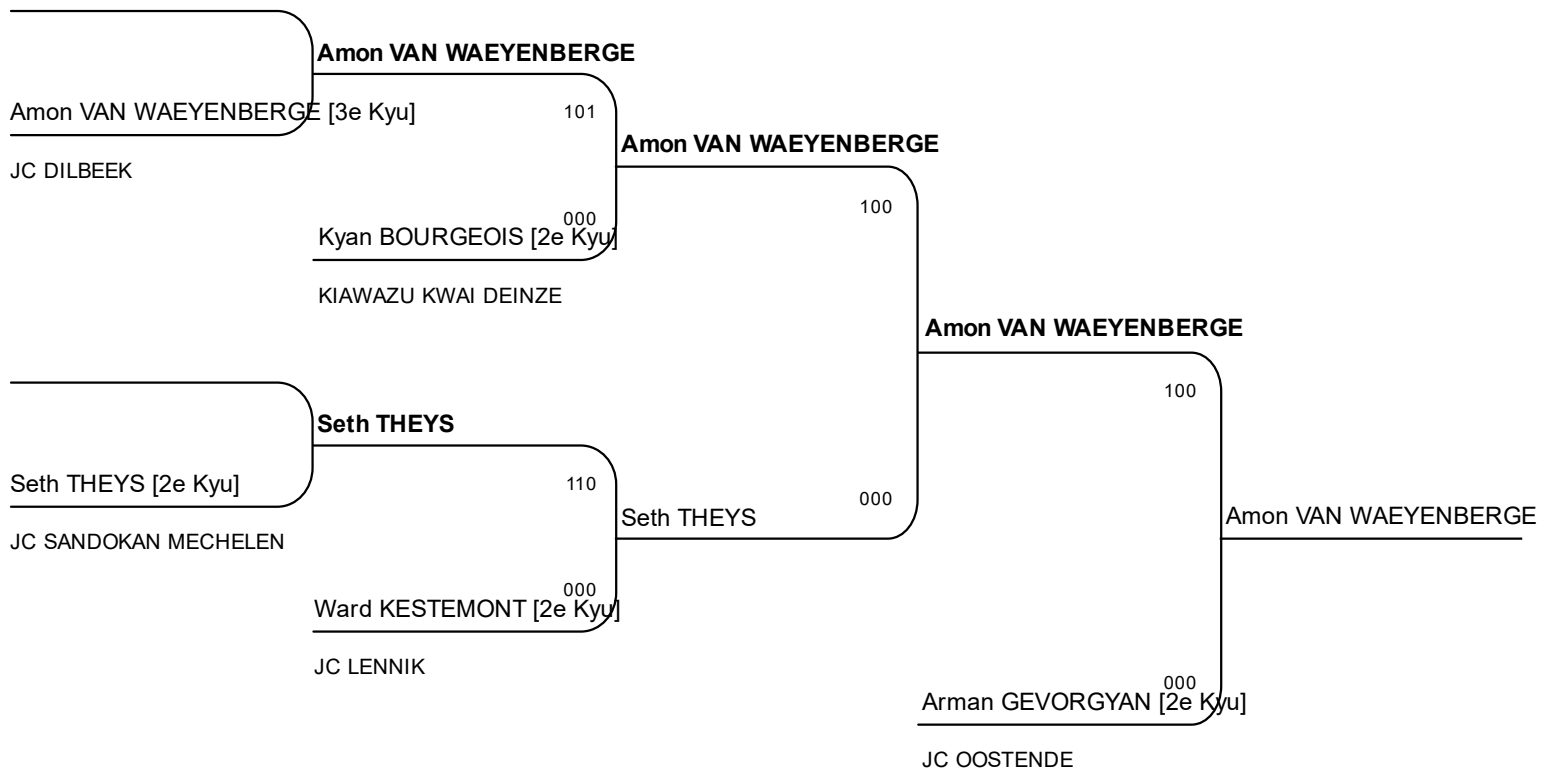 Amon VAN WAEYENBERGE
Amon VAN WAEYENBERGE [3e Kyu]
101
Amon VAN WAEYENBERGE
JC DILBEEK
100
000
Kyan BOURGEOIS [2e Kyu]
KIAWAZU KWAI DEINZE
Amon VAN WAEYENBERGE
100
Seth THEYS
Seth THEYS [2e Kyu]
110
000
Seth THEYS
Amon VAN WAEYENBERGE
JC SANDOKAN MECHELEN
000
Ward KESTEMONT [2e Kyu]
JC LENNIK
000
Arman GEVORGYAN [2e Kyu]
JC OOSTENDE